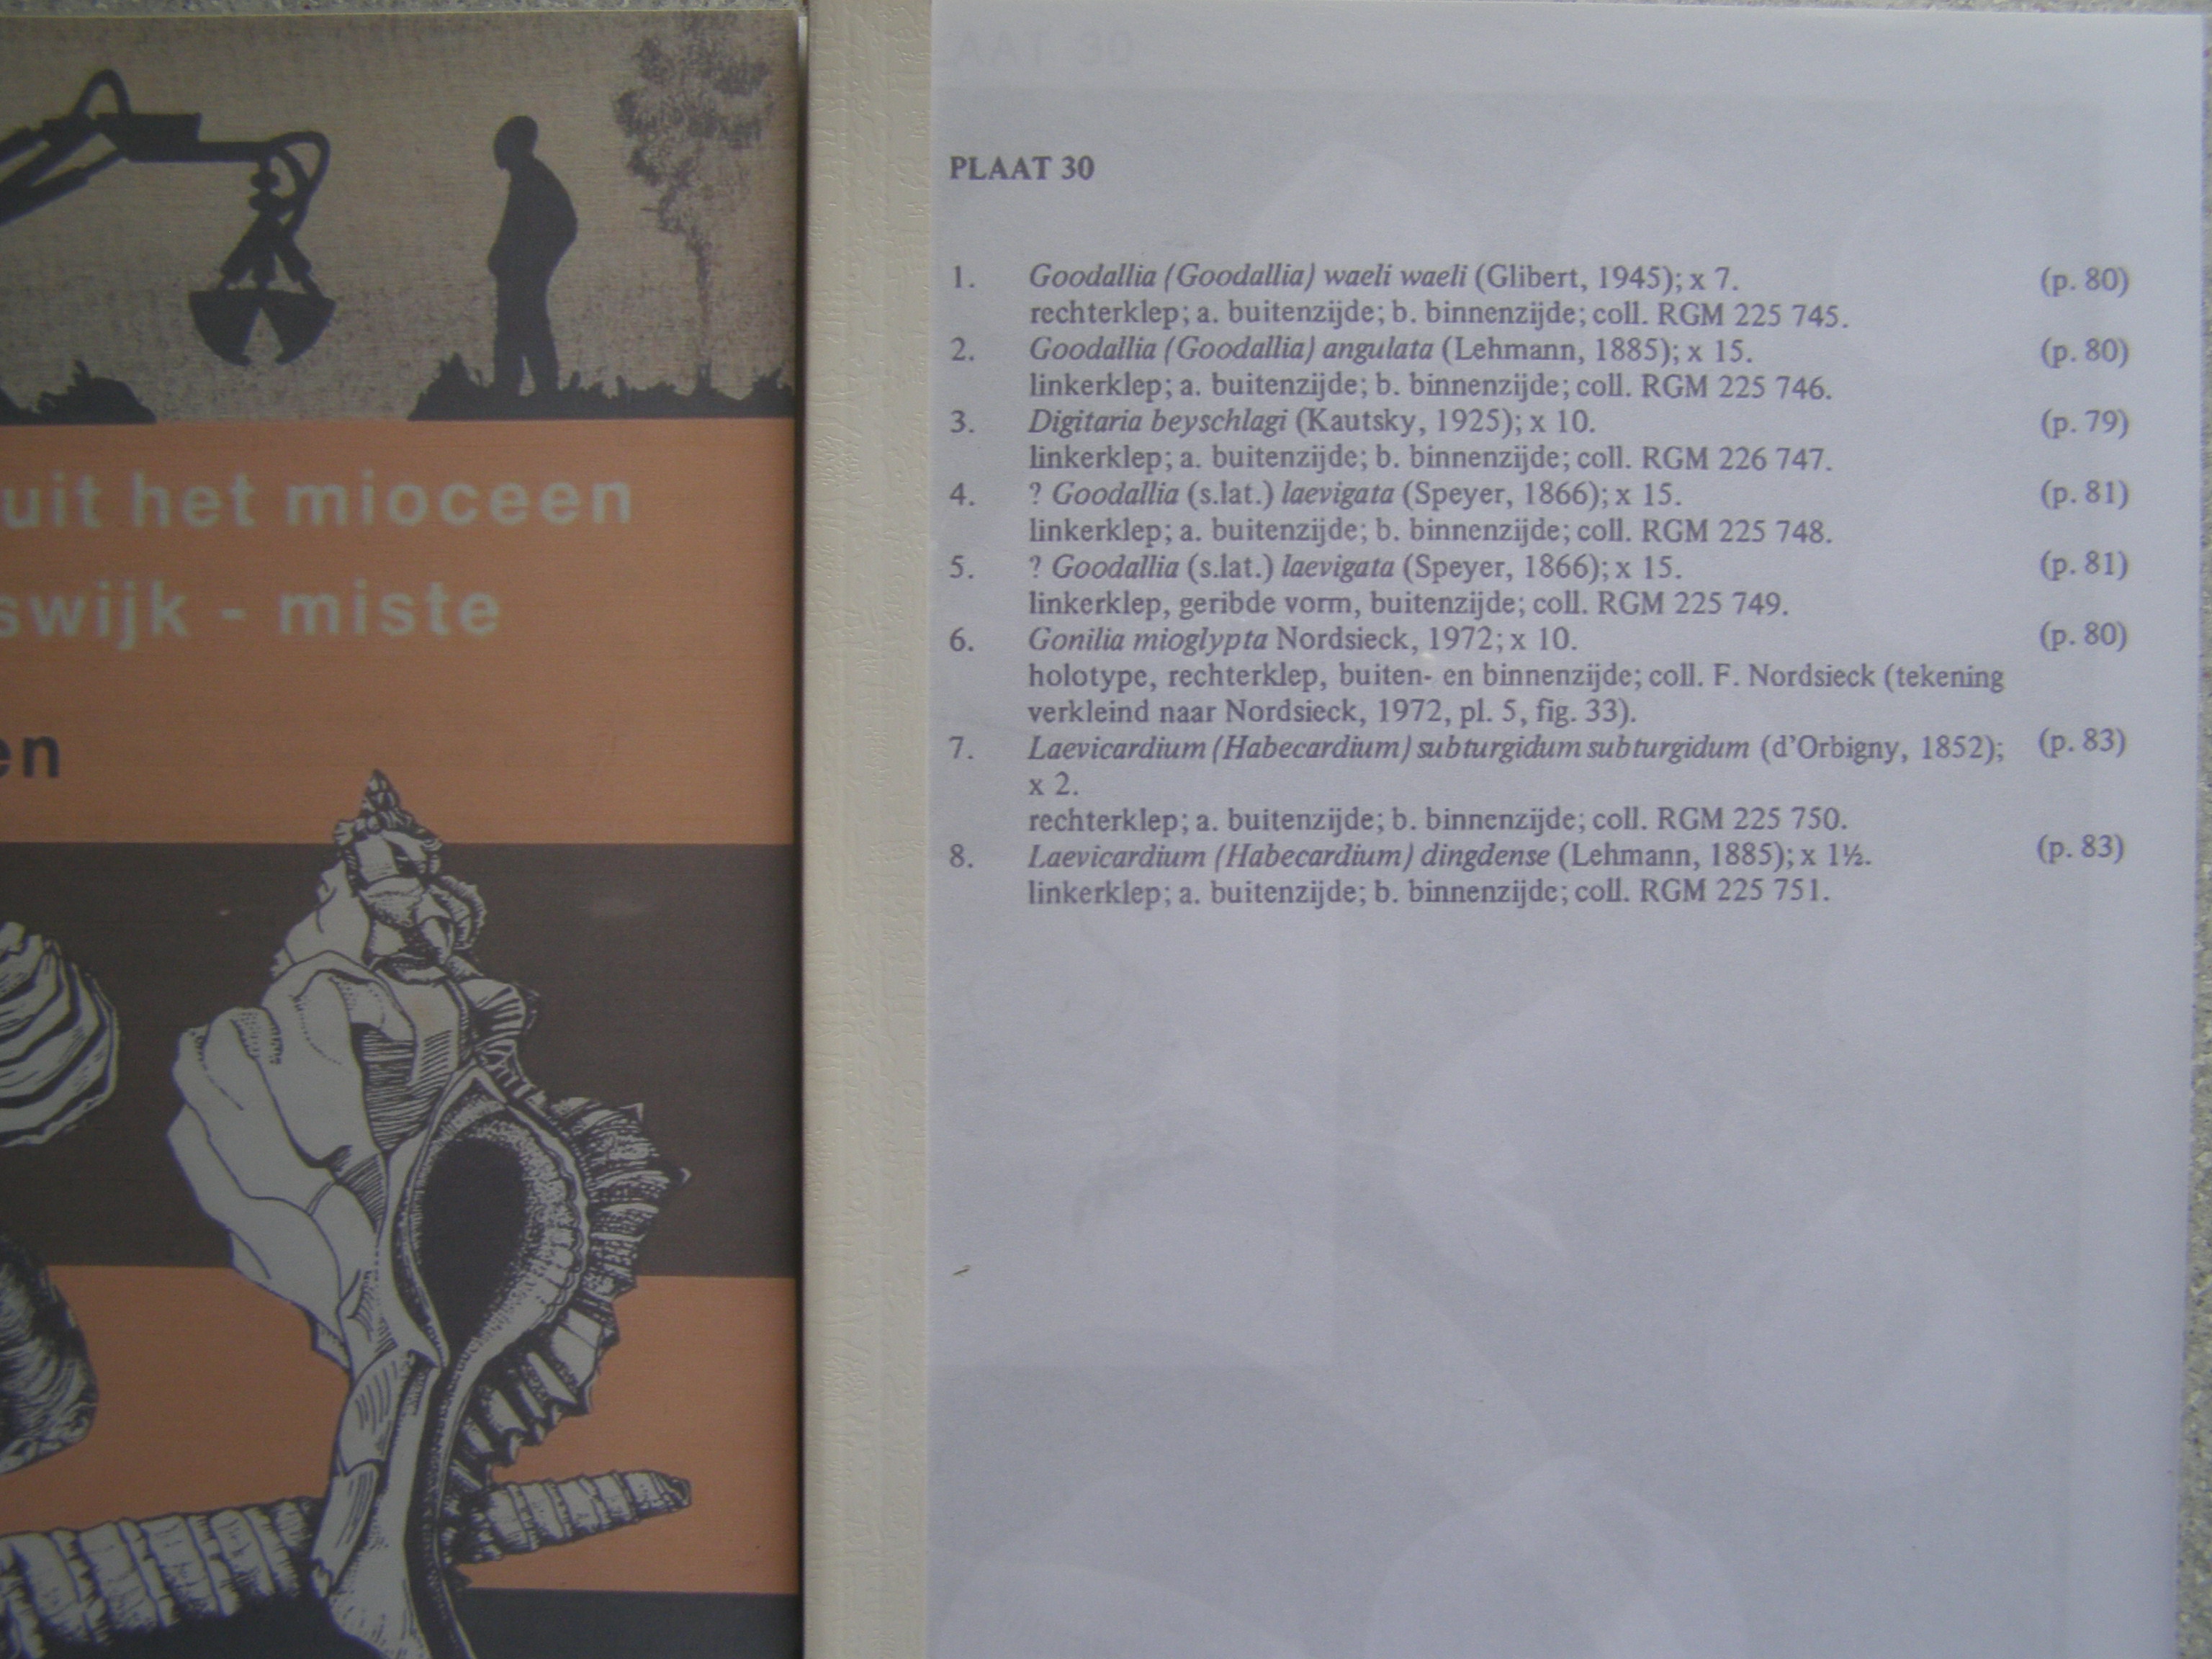 uit het mioceen
swijk - miste
en
AAT 30
PLAAT 30
1. Goodallia (Goodallia) waeli waeli (Glibert, 1945); x 7. (p. 80)
rechterklep; a. buitenzijde; b. binnenzijde; coll. RGM 225 745.
2. Goodallia (Goodallia) angulata (Lehmann, 1885); x 15. (p. 80)
linkerklep; a. buitenzijde; b. binnenzijde; coll. RGM 225 746.
3. Digitaria beyschlagi (Kautsky, 1925); x 10. (p. 79)
linkerklep; a. buitenzijde; b. binnenzijde; coll. RGM 226 747.
4. ? Goodallia (s.lat.) laevigata (Speyer, 1866); x 15. (p. 81)
linkerklep; a. buitenzijde; b. binnenzijde; coll. RGM 225 748.
5. ? Goodallia (s.lat.) laevigata (Speyer, 1866); x 15. (p. 81)
linkerklep, geribde vorm, buitenzijde; coll. RGM 225 749.
6. Gonilia mioglypta Nordsieck, 1972; x 10. (p. 80)
holotype, rechterklep, buiten- en binnenzijde; coll. F. Nordsieck (tekening
verkleind naar Nordsieck, 1972, pl. 5, fig. 33).
7. Laevicardium (Habecardium) subturgidum subturgidum (d'Orbigny, 1852); (p. 83)
x 2.
rechterklep; a. buitenzijde; b. binnenzijde; coll. RGM 225 750.
8. Laevicardium (Habecardium) dingdense (Lehmann, 1885); x 1½. (p. 83)
linkerklep; a. buitenzijde; b. binnenzijde; coll. RGM 225 751.